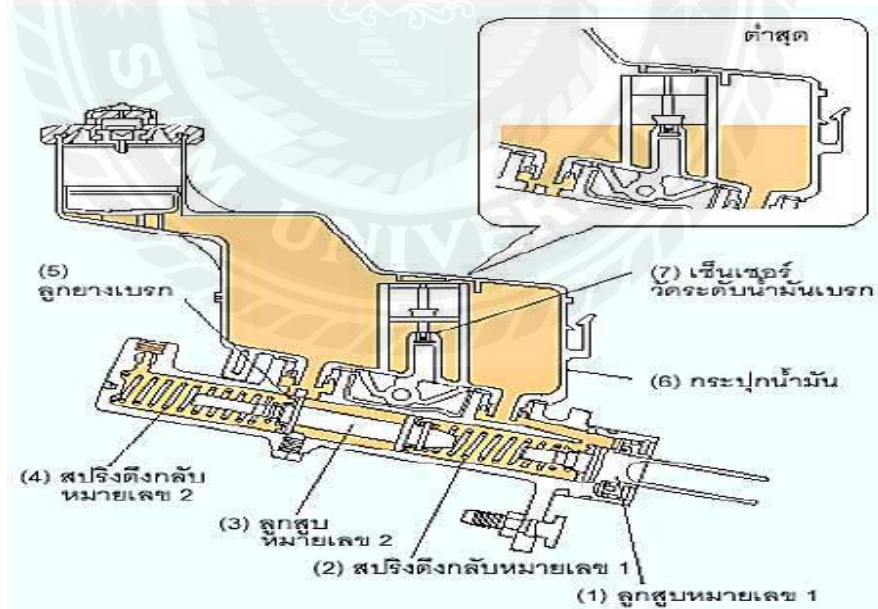 ต่ำสุด
(5)
ลูกยางเบรก
(7) เซ็นเซอร์
วัดระดับน้ำมันเบรก
(6) กระปุกน้ำมัน
(4) สปริงดึงกลับ
หมายเลข 2
(3) ลูกสูบ
หมายเลข 2
(2) สปริงดึงกลับหมายเลข 1
(1) ลูกสูบหมายเลข 1